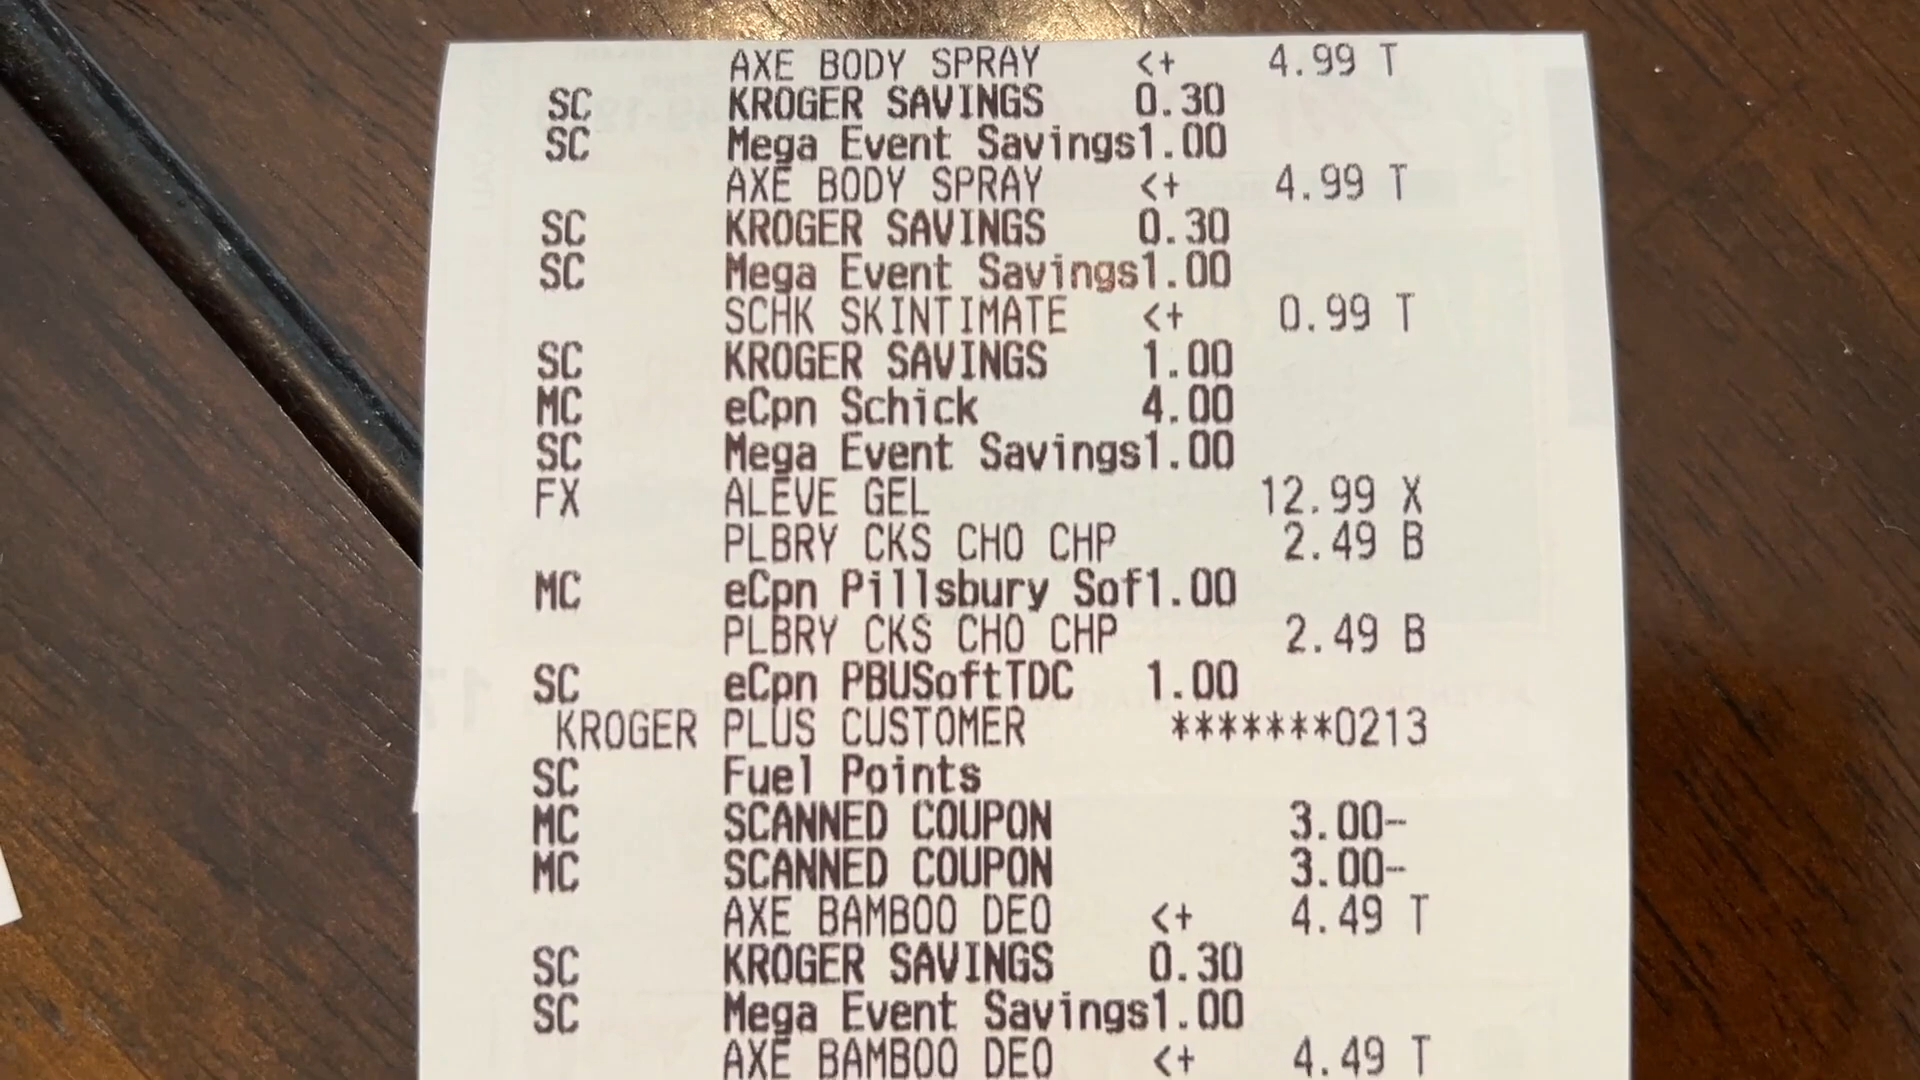 AXE BODY SPRAY <+ 4.99 T
SC KROGER SAVINGS 0.30
SC Mega Event Savings1.00
AXE BODY SPRAY <+ 4.99 T
SC KROGER SAVINGS 0.30
SC Mega Event Savings1.00
SCHK SKINTIMATE <+ 0.99 T
SC KROGER SAVINGS 1.00
MC eCpn Schick 4.00
SC Mega Event Savings1.00
FX ALEVE GEL 12.99 X
PLBRY CKS CHO CHP 2.49 B
MC eCpn Pillsbury Sof1.00
PLBRY CKS CHO CHP 2.49 B
SC eCpn PBUSoftTDC 1.00
KROGER PLUS CUSTOMER *******0213
SC Fuel Points
MC SCANNED COUPON 3.00-
MC SCANNED COUPON 3.00-
AXE BAMBOO DEO <+ 4.49 T
SC KROGER SAVINGS 0.30
SC Mega Event Savings1.00
AXE BAMBOO DEO <+ 4.49 T